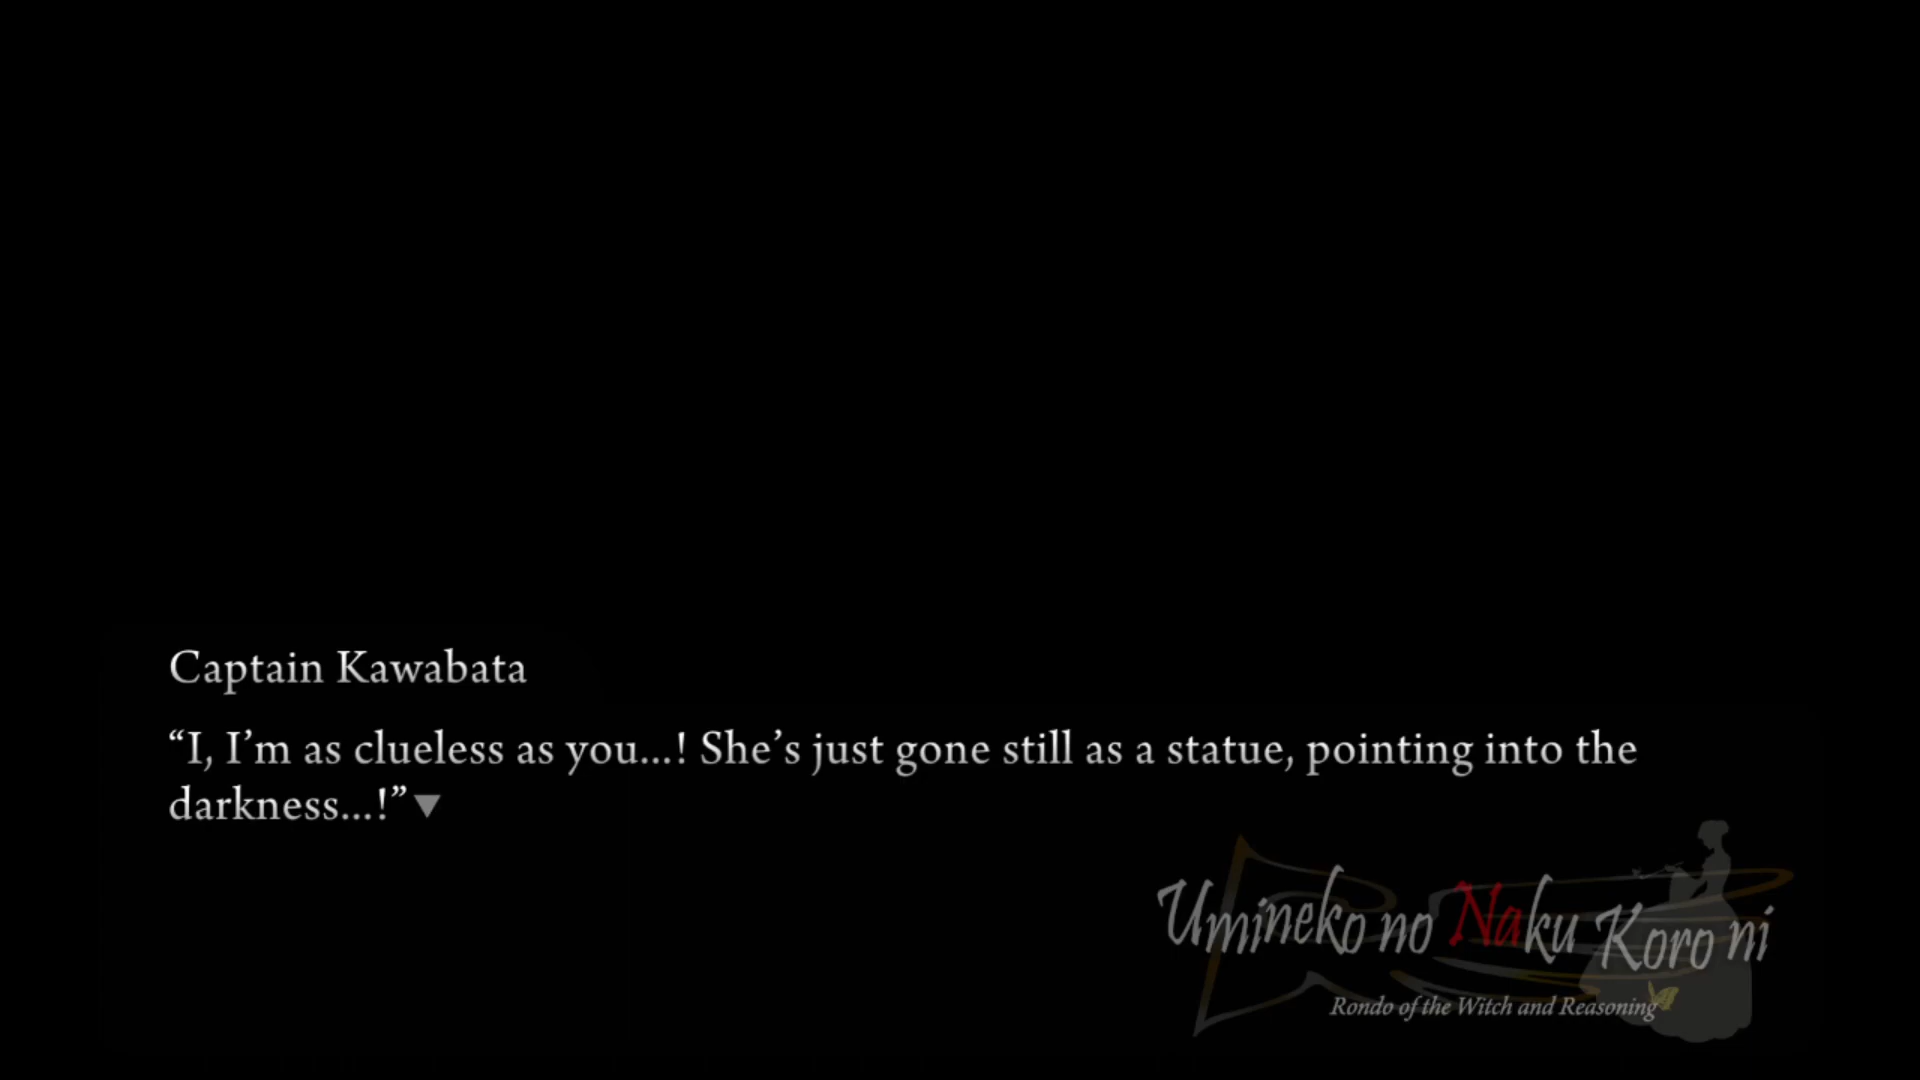 Captain Kawabata
“I, I’m as clueless as you...! She’s just gone still as a statue, pointing into the
darkness...!”▼
Umineko no Naku Koro ni
Rondo of the Witch and Reasoning